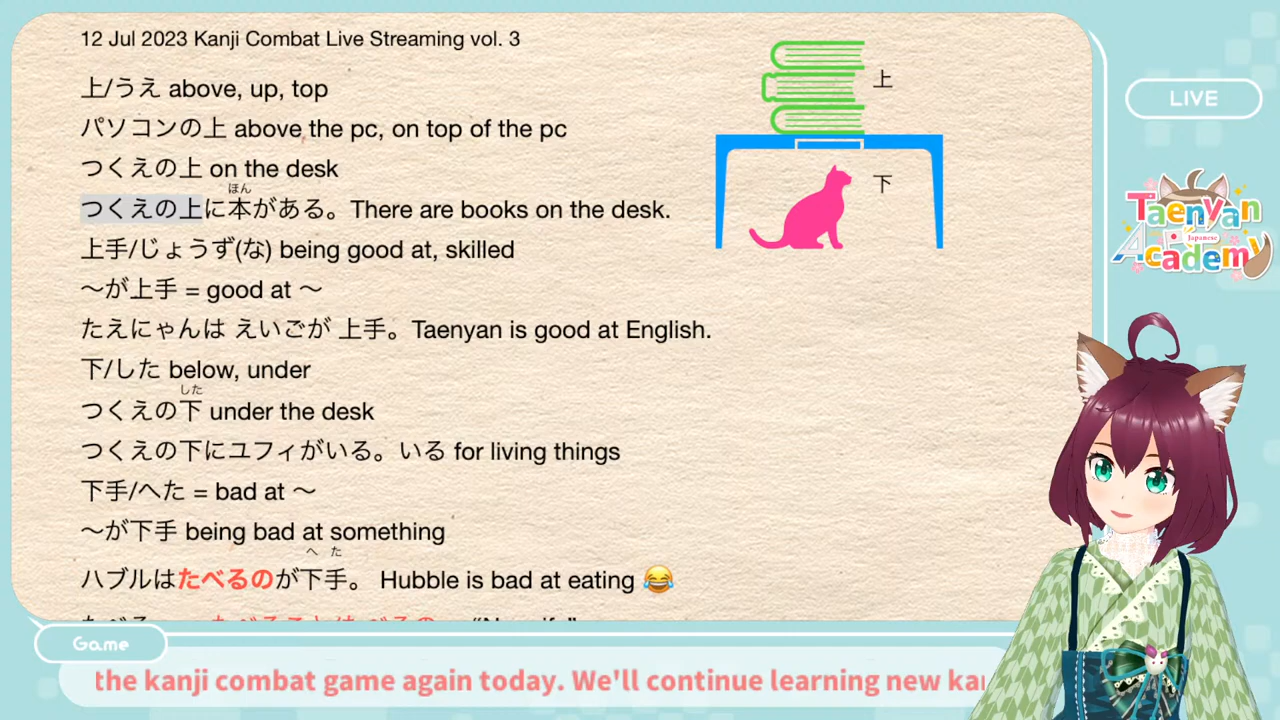 12 Jul 2023 Kanji Combat Live Streaming vol. 3
上/うえ above, up, top
パソコンの上 above the pc, on top of the pc
つくえの上 on the desk
ほん
つくえの上に本がある。There are books on the desk.
上手/じょうず(な) being good at, skilled
〜が上手 = good at 〜
たえにゃんは えいごが 上手。Taenyan is good at English.
下/した below, under
した
つくえの下 under the desk
つくえの下にユフィがいる。いる for living things
下手/へた = bad at 〜
〜が下手 being bad at something
へ た
ハブルはたべるのが下手。 Hubble is bad at eating 😂
上
下
LIVE
Taenyan
Japanese
Academy
Game
the kanji combat game again today. We'll continue learning new